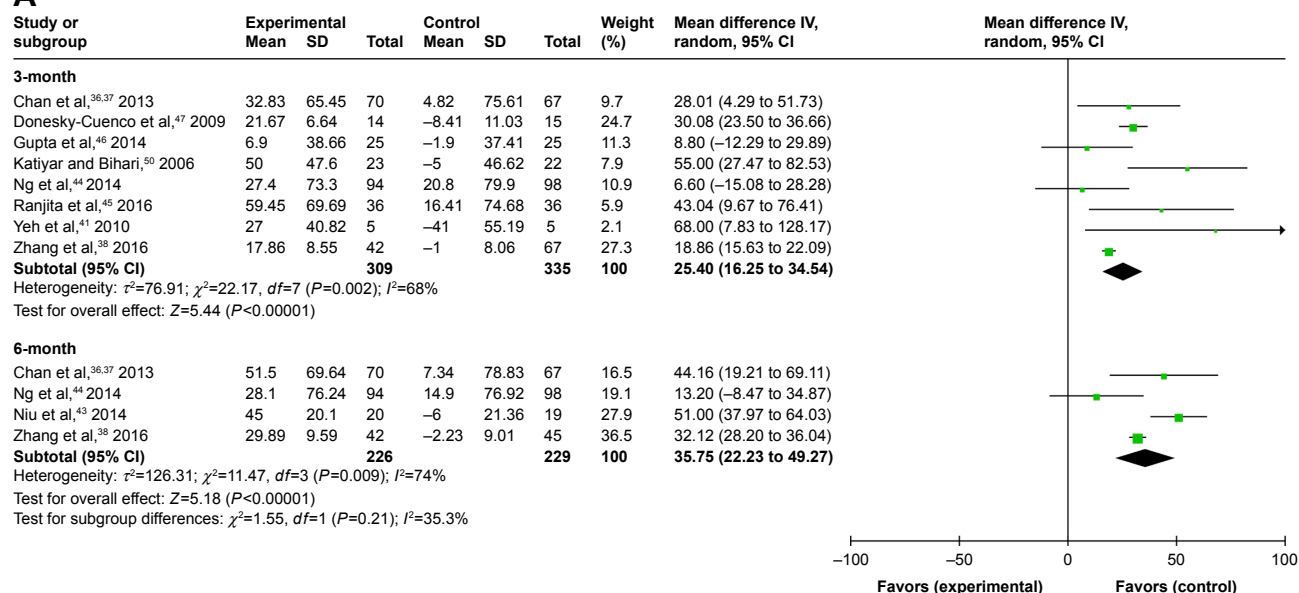 A
Study or subgroup Experimental Control Weight (%) Mean difference IV, random, 95% CI Mean difference IV, random, 95% CI
Mean SD Total Mean SD Total
3-month
Chan et al,36,37 2013 32.83 65.45 70 4.82 75.61 67 9.7 28.01 (4.29 to 51.73)
Donesky-Cuenco et al,47 2009 21.67 6.64 14 –8.41 11.03 15 24.7 30.08 (23.50 to 36.66)
Gupta et al,46 2014 6.9 38.66 25 –1.9 37.41 25 11.3 8.80 (–12.29 to 29.89)
Katiyar and Bihari,50 2006 50 47.6 23 –5 46.62 22 7.9 55.00 (27.47 to 82.53)
Ng et al,44 2014 27.4 73.3 94 20.8 79.9 98 10.9 6.60 (–15.08 to 28.28)
Ranjita et al,45 2016 59.45 69.69 36 16.41 74.68 36 5.9 43.04 (9.67 to 76.41)
Yeh et al,41 2010 27 40.82 5 –41 55.19 5 2.1 68.00 (7.83 to 128.17)
Zhang et al,38 2016 17.86 8.55 42 –1 8.06 67 27.3 18.86 (15.63 to 22.09)
Subtotal (95% CI) 309 335 100 25.40 (16.25 to 34.54)
Heterogeneity: τ²=76.91; χ²=22.17, df=7 (P=0.002); I²=68%
Test for overall effect: Z=5.44 (P<0.00001)
6-month
Chan et al,36,37 2013 51.5 69.64 70 7.34 78.83 67 16.5 44.16 (19.21 to 69.11)
Ng et al,44 2014 28.1 76.24 94 14.9 76.92 98 19.1 13.20 (–8.47 to 34.87)
Niu et al,43 2014 45 20.1 20 –6 21.36 19 27.9 51.00 (37.97 to 64.03)
Zhang et al,38 2016 29.89 9.59 42 –2.23 9.01 45 36.5 32.12 (28.20 to 36.04)
Subtotal (95% CI) 226 229 100 35.75 (22.23 to 49.27)
Heterogeneity: τ²=126.31; χ²=11.47, df=3 (P=0.009); I²=74%
Test for overall effect: Z=5.18 (P<0.00001)
Test for subgroup differences: χ²=1.55, df=1 (P=0.21); I²=35.3%
–100 –50 0 50 100
Favors (experimental) Favors (control)